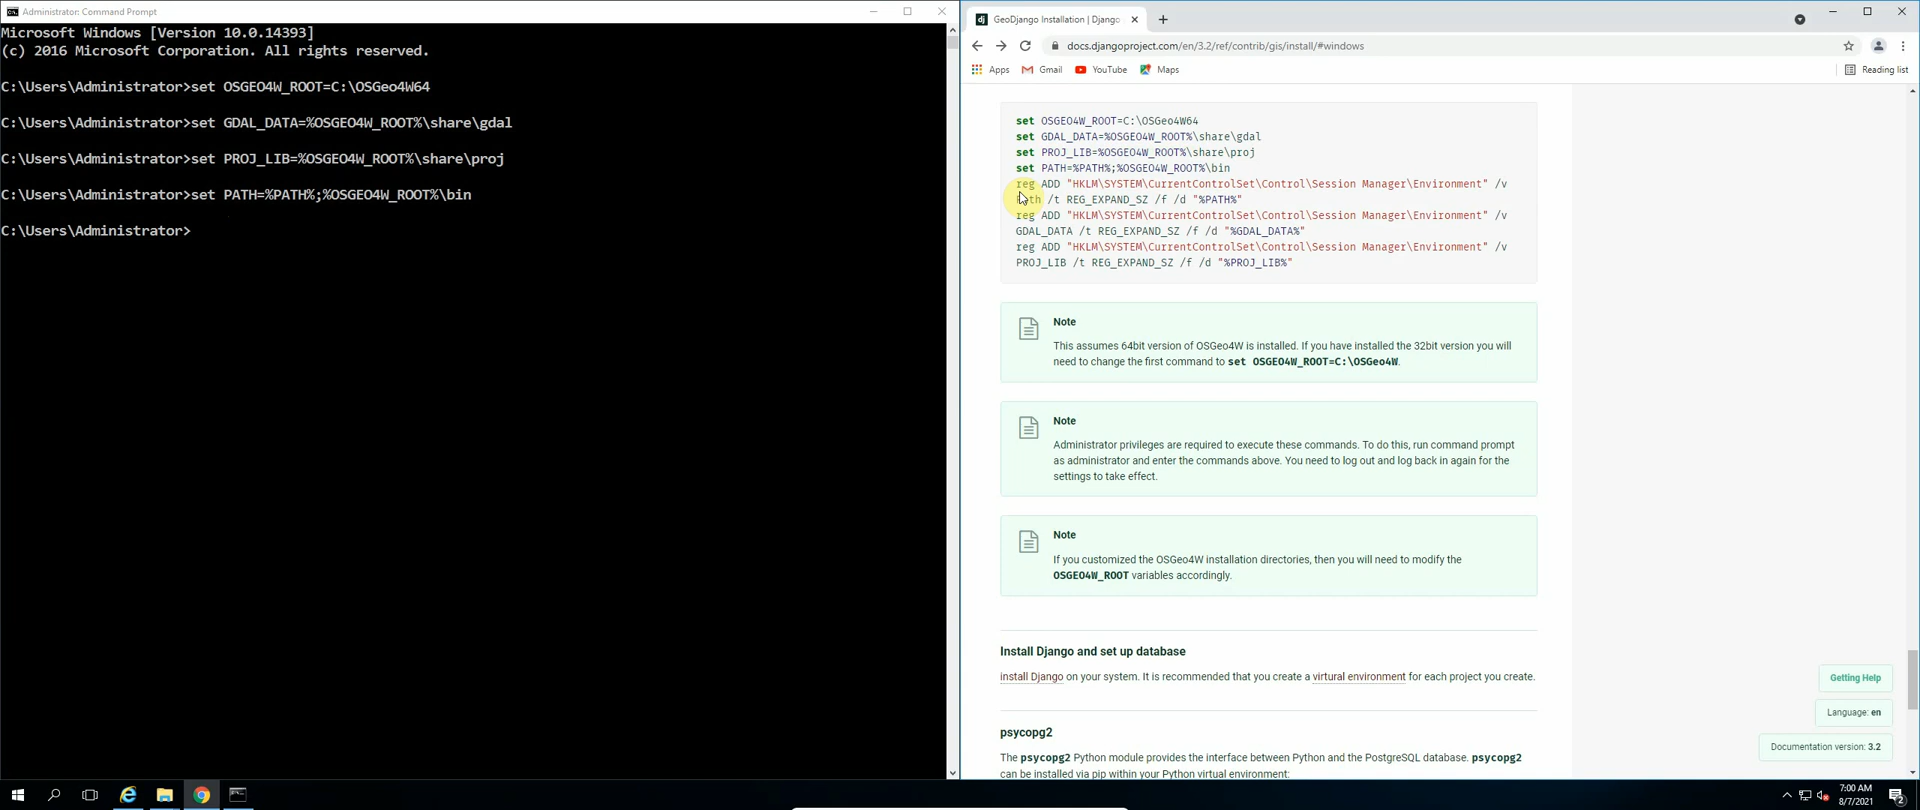 Administrator: Command Prompt
Microsoft Windows [Version 10.0.14393]
(c) 2016 Microsoft Corporation. All rights reserved.
C:\Users\Administrator>set OSGEO4W_ROOT=C:\OSGeo4W64
C:\Users\Administrator>set GDAL_DATA=%OSGEO4W_ROOT%\share\gdal
C:\Users\Administrator>set PROJ_LIB=%OSGEO4W_ROOT%\share\proj
C:\Users\Administrator>set PATH=%PATH%;%OSGEO4W_ROOT%\bin
C:\Users\Administrator>
dj GeoDjango Installation | Django
docs.djangoproject.com/en/3.2/ref/contrib/gis/install/#windows
Apps Gmail YouTube Maps Reading list
set OSGEO4W_ROOT=C:\OSGeo4W64
set GDAL_DATA=%OSGEO4W_ROOT%\share\gdal
set PROJ_LIB=%OSGEO4W_ROOT%\share\proj
set PATH=%PATH%;%OSGEO4W_ROOT%\bin
reg ADD "HKLM\SYSTEM\CurrentControlSet\Control\Session Manager\Environment" /v
Path /t REG_EXPAND_SZ /f /d "%PATH%"
reg ADD "HKLM\SYSTEM\CurrentControlSet\Control\Session Manager\Environment" /v
GDAL_DATA /t REG_EXPAND_SZ /f /d "%GDAL_DATA%"
reg ADD "HKLM\SYSTEM\CurrentControlSet\Control\Session Manager\Environment" /v
PROJ_LIB /t REG_EXPAND_SZ /f /d "%PROJ_LIB%"
Note
This assumes 64bit version of OSGeo4W is installed. If you have installed the 32bit version you will
need to change the first command to set OSGEO4W_ROOT=C:\OSGeo4W.
Note
Administrator privileges are required to execute these commands. To do this, run command prompt
as administrator and enter the commands above. You need to log out and log back in again for the
settings to take effect.
Note
If you customized the OSGeo4W installation directories, then you will need to modify the
OSGEO4W_ROOT variables accordingly.
Install Django and set up database
install Django on your system. It is recommended that you create a virtural environment for each project you create.
psycopg2
The psycopg2 Python module provides the interface between Python and the PostgreSQL database. psycopg2
can be installed via pip within your Python virtual environment:
Getting Help
Language: en
Documentation version: 3.2
7:00 AM
8/7/2021
2